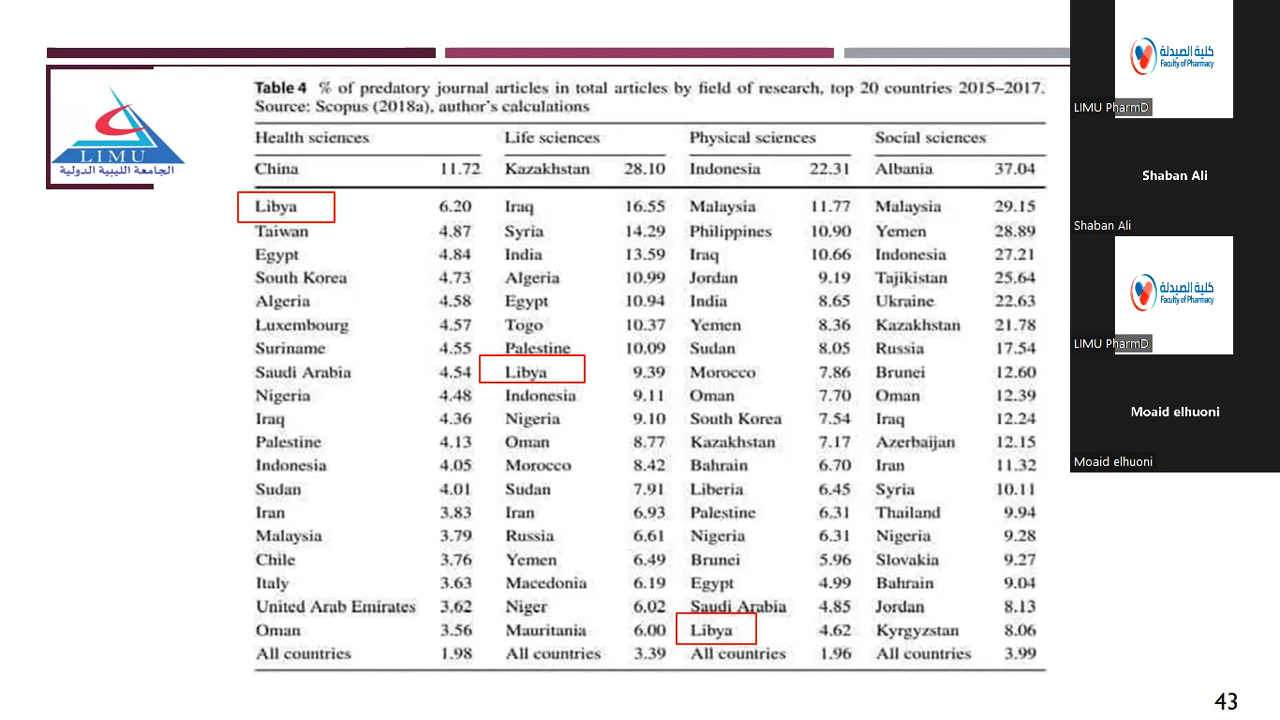 Table 4 % of predatory journal articles in total articles by field of research, top 20 countries 2015–2017.
Source: Scopus (2018a), author's calculations
Health sciences Life sciences Physical sciences Social sciences
China 11.72 Kazakhstan 28.10 Indonesia 22.31 Albania 37.04
Libya 6.20 Iraq 16.55 Malaysia 11.77 Malaysia 29.15
Taiwan 4.87 Syria 14.29 Philippines 10.90 Yemen 28.89
Egypt 4.84 India 13.59 Iraq 10.66 Indonesia 27.21
South Korea 4.73 Algeria 10.99 Jordan 9.19 Tajikistan 25.64
Algeria 4.58 Egypt 10.94 India 8.65 Ukraine 22.63
Luxembourg 4.57 Togo 10.37 Yemen 8.36 Kazakhstan 21.78
Suriname 4.55 Palestine 10.09 Sudan 8.05 Russia 17.54
Saudi Arabia 4.54 Libya 9.39 Morocco 7.86 Brunei 12.60
Nigeria 4.48 Indonesia 9.11 Oman 7.70 Oman 12.39
Iraq 4.36 Nigeria 9.10 South Korea 7.54 Iraq 12.24
Palestine 4.13 Oman 8.77 Kazakhstan 7.17 Azerbaijan 12.15
Indonesia 4.05 Morocco 8.42 Bahrain 6.70 Iran 11.32
Sudan 4.01 Sudan 7.91 Liberia 6.45 Syria 10.11
Iran 3.83 Iran 6.93 Palestine 6.31 Thailand 9.94
Malaysia 3.79 Russia 6.61 Nigeria 6.31 Nigeria 9.28
Chile 3.76 Yemen 6.49 Brunei 5.96 Slovakia 9.27
Italy 3.63 Macedonia 6.19 Egypt 4.99 Bahrain 9.04
United Arab Emirates 3.62 Niger 6.02 Saudi Arabia 4.85 Jordan 8.13
Oman 3.56 Mauritania 6.00 Libya 4.62 Kyrgyzstan 8.06
All countries 1.98 All countries 3.39 All countries 1.96 All countries 3.99
LIMU
الجامعة الليبية الدولية
43
كلية الصيدلة
Faculty of Pharmacy
LIMU PharmD
Shaban Ali
Shaban Ali
كلية الصيدلة
Faculty of Pharmacy
LIMU PharmD
Moaid elhuoni
Moaid elhuoni